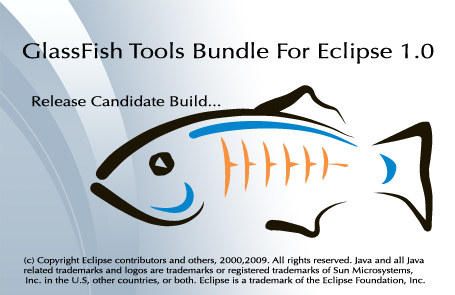 GlassFish Tools Bundle For Eclipse 1.0
Release Candidate Build...
(c) Copyright Eclipse contributors and others, 2000,2009. All rights reserved. Java and all Java
related trademarks and logos are trademarks or registered trademarks of Sun Microsystems,
Inc. in the U.S, other countries, or both. Eclipse is a trademark of the Eclipse Foundation, Inc.